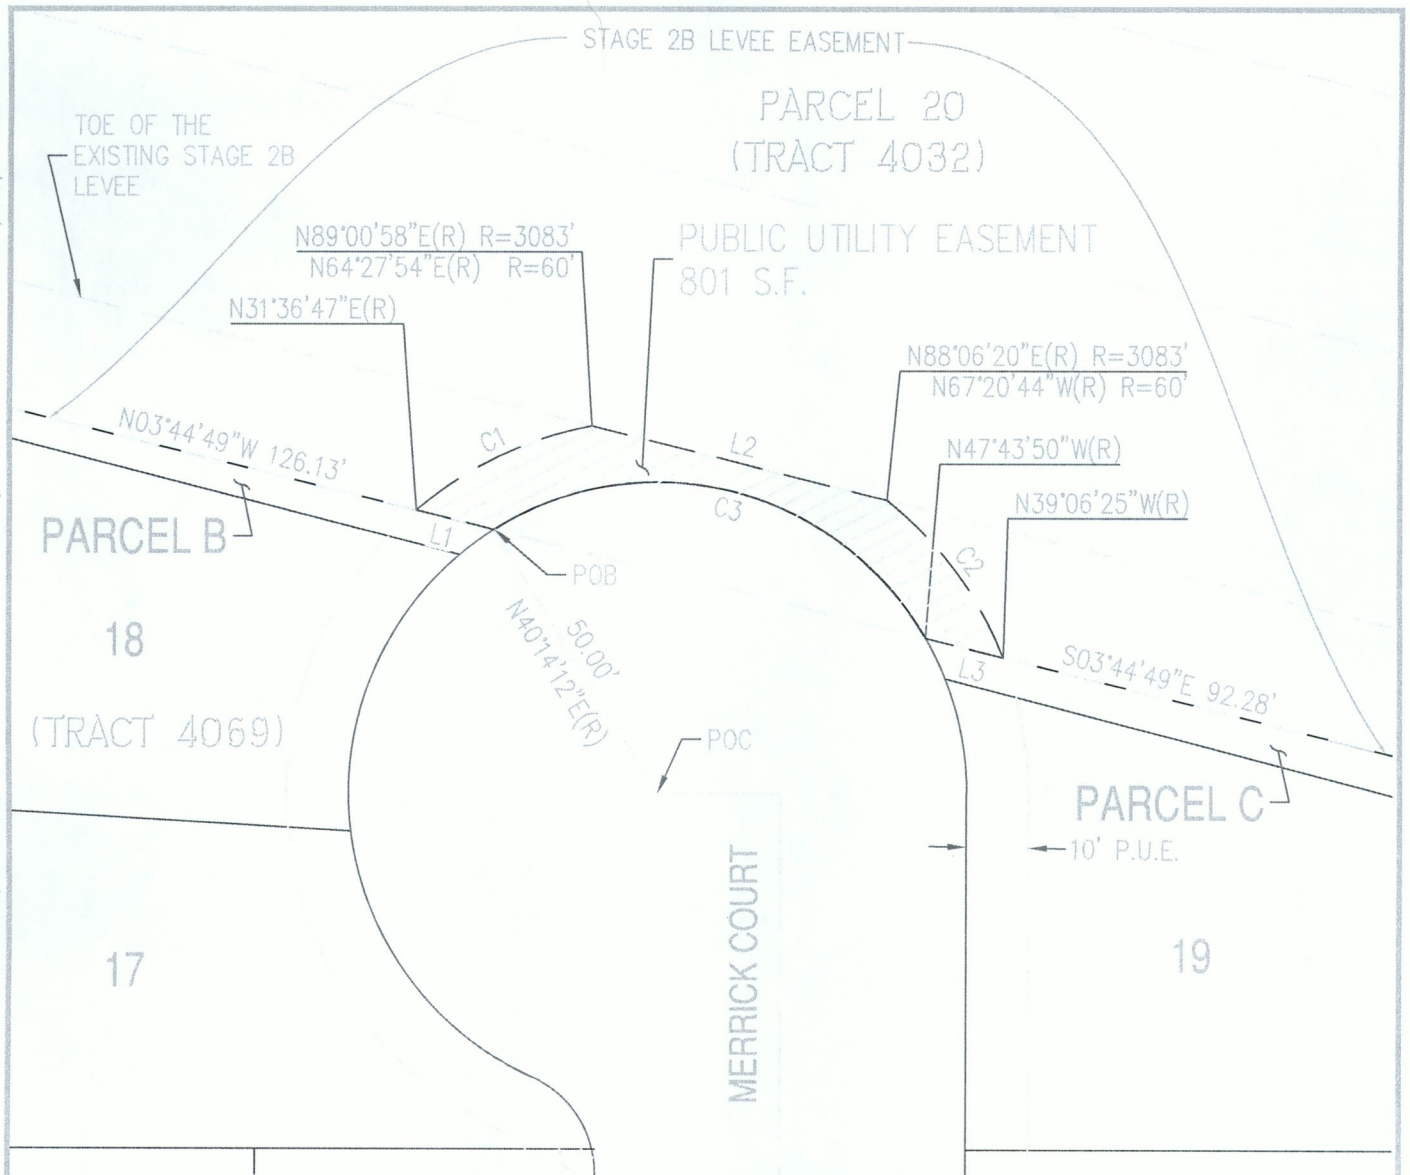 STAGE 2B LEVEE EASEMENT
PARCEL 20
(TRACT 4032)
TOE OF THE
EXISTING STAGE 2B
LEVEE
N89°00'58"E(R) R=3083'
N64°27'54"E(R) R=60'
N31°36'47"E(R)
PUBLIC UTILITY EASEMENT
801 S.F.
N88°06'20"E(R) R=3083'
N67°20'44"W(R) R=60'
N47°43'50"W(R)
N39°06'25"W(R)
N03°44'49"W 126.13'
C1
L2
C3
C2
L1
L3
PARCEL B
POB
18
(TRACT 4069)
50.00'
N40°14'12"E(R)
S03°44'49"E 92.28'
POC
PARCEL C
10' P.U.E.
MERRICK COURT
17
19